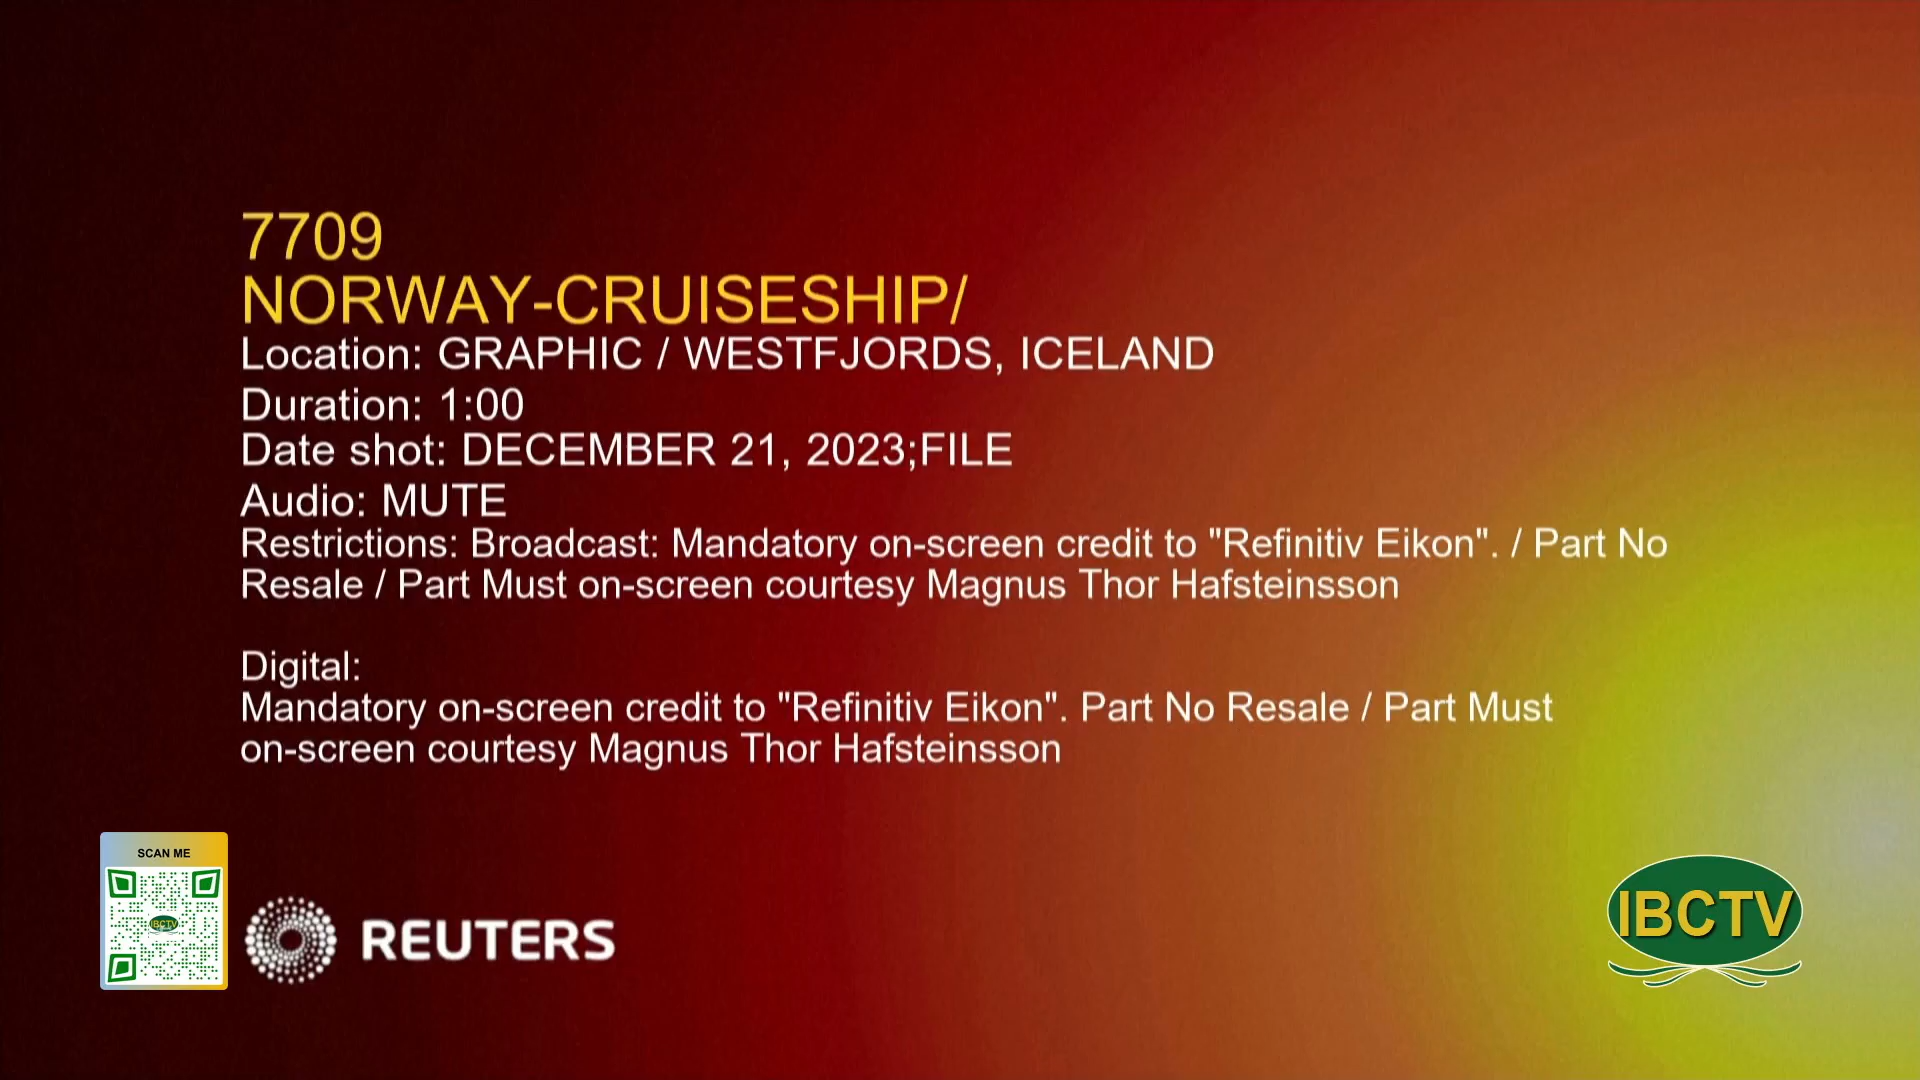 7709
NORWAY-CRUISESHIP/
Location: GRAPHIC / WESTFJORDS, ICELAND
Duration: 1:00
Date shot: DECEMBER 21, 2023;FILE
Audio: MUTE
Restrictions: Broadcast: Mandatory on-screen credit to "Refinitiv Eikon". / Part No
Resale / Part Must on-screen courtesy Magnus Thor Hafsteinsson
Digital:
Mandatory on-screen credit to "Refinitiv Eikon". Part No Resale / Part Must
on-screen courtesy Magnus Thor Hafsteinsson
SCAN ME
IBCTV
REUTERS
IBCTV